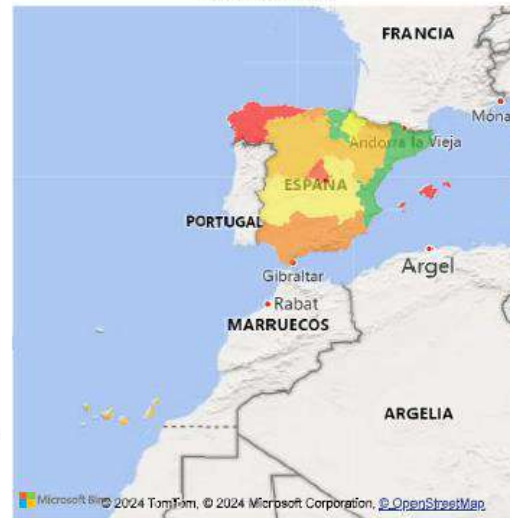 FRANCIA
Móna
Andorra la Vieja
ESPAÑA
PORTUGAL
Gibraltar
Argel
Rabat
MARRUECOS
ARGELIA
Microsoft Bing
© 2024 TomTom, © 2024 Microsoft Corporation, © OpenStreetMap